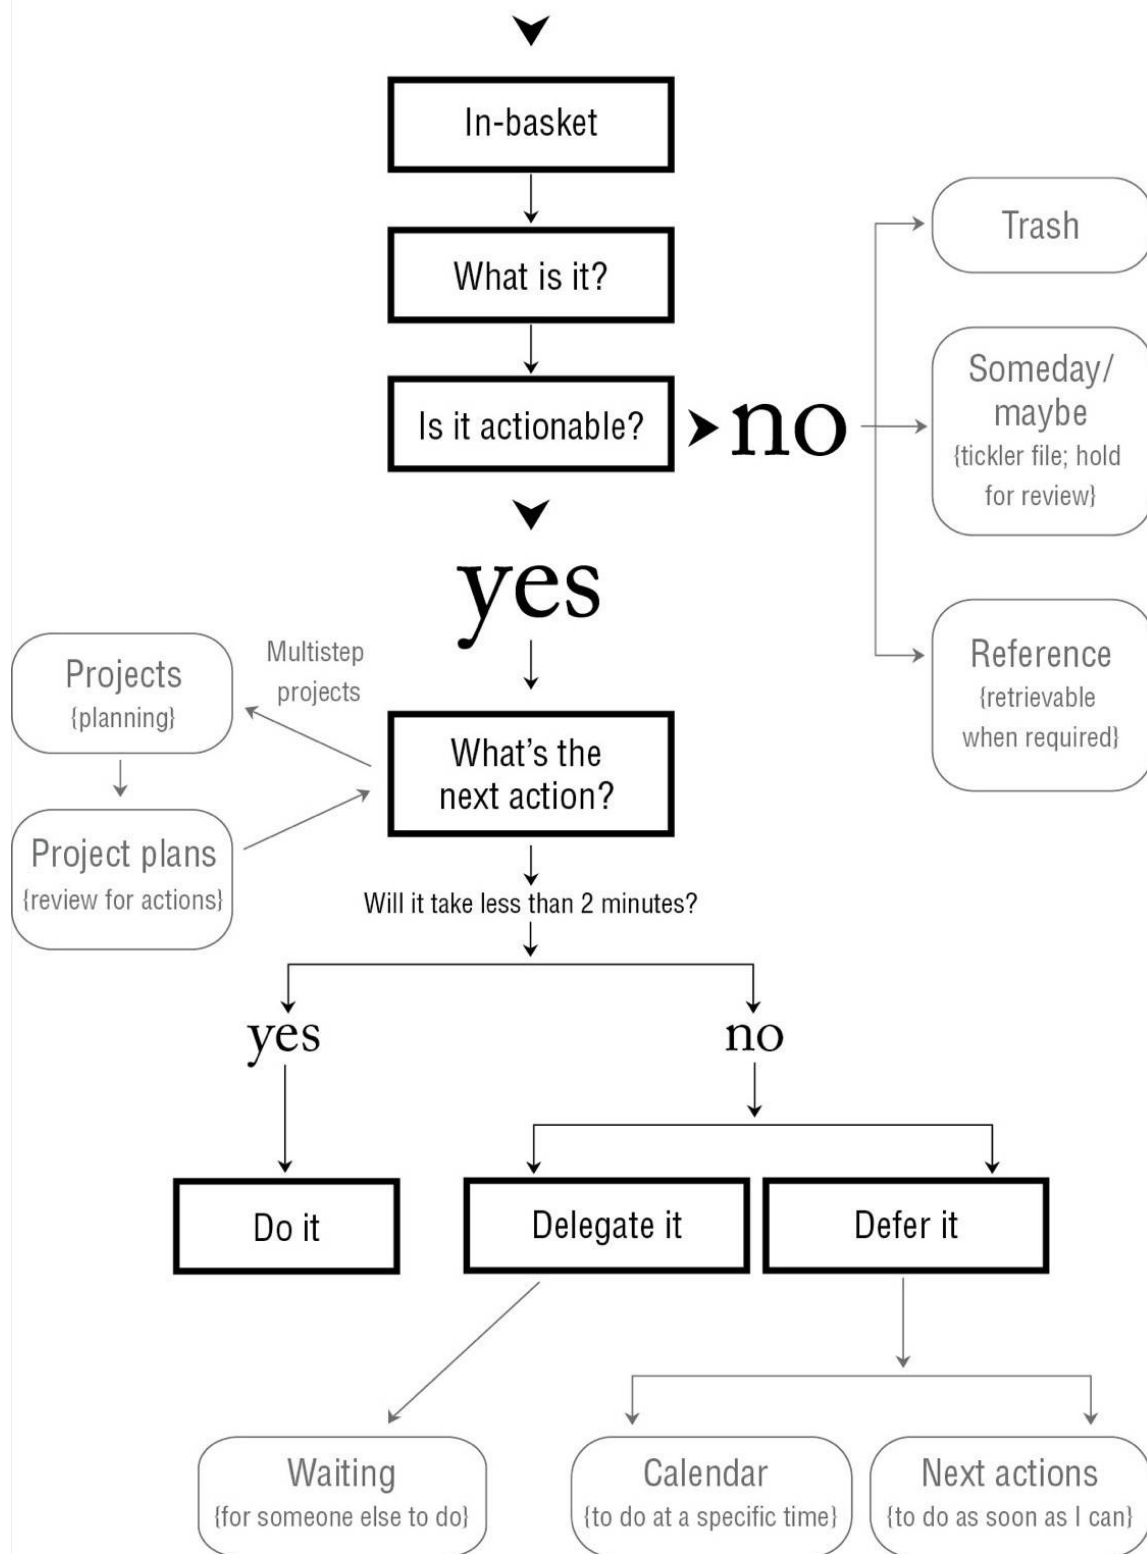 In-basket
What is it?
Is it actionable?
no
Trash
Someday/
maybe
{tickler file; hold
for review}
Reference
{retrievable
when required}
yes
Multistep
projects
Projects
{planning}
Project plans
{review for actions}
What’s the
next action?
Will it take less than 2 minutes?
yes
no
Do it
Delegate it
Defer it
Waiting
{for someone else to do}
Calendar
{to do at a specific time}
Next actions
{to do as soon as I can}